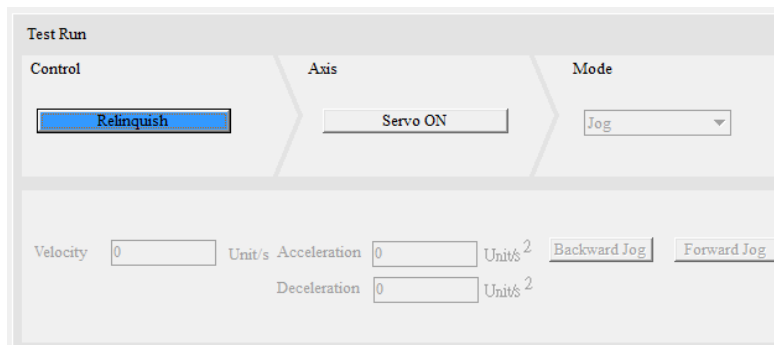 Test Run
Control Axis Mode
Relinquish Servo ON Jog
Velocity 0 Unit/s Acceleration 0 Unit/s 2 Backward Jog Forward Jog
Deceleration 0 Unit/s 2